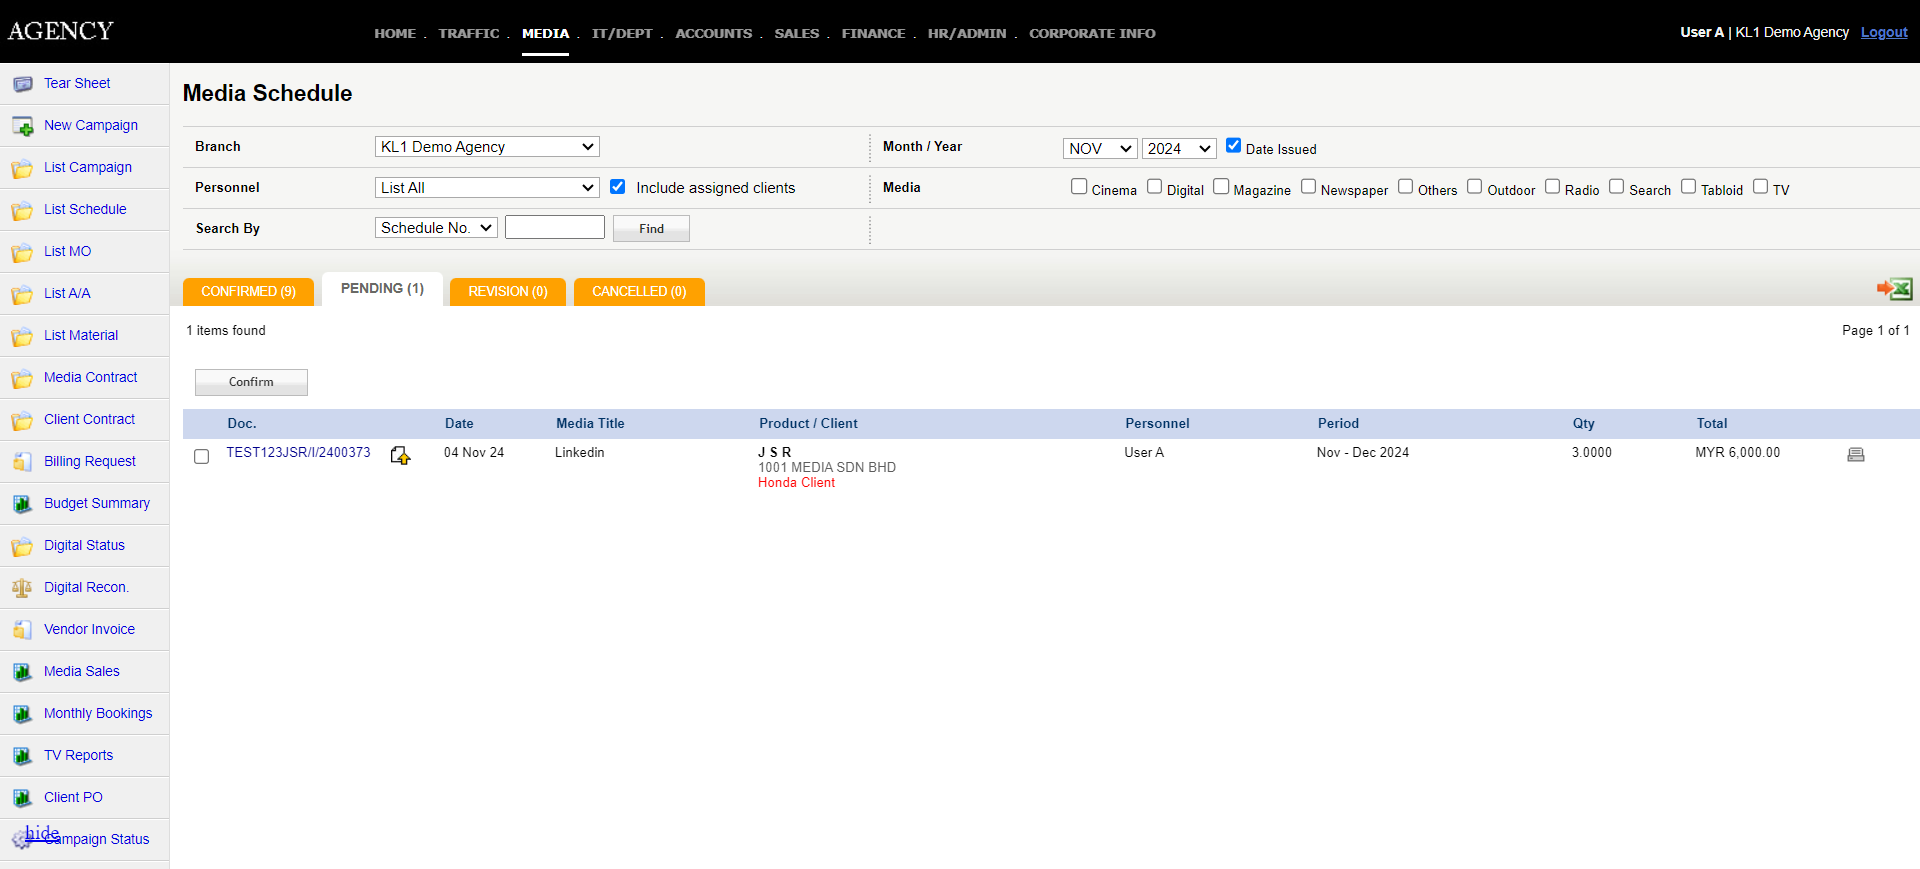 AGENCY
HOME . TRAFFIC . MEDIA . IT/DEPT . ACCOUNTS . SALES . FINANCE . HR/ADMIN . CORPORATE INFO
User A | KL1 Demo Agency Logout
Tear Sheet
New Campaign
List Campaign
List Schedule
List MO
List A/A
List Material
Media Contract
Client Contract
Billing Request
Budget Summary
Digital Status
Digital Recon.
Vendor Invoice
Media Sales
Monthly Bookings
TV Reports
Client PO
hide
Campaign Status
Media Schedule
Branch KL1 Demo Agency Month / Year NOV 2024 Date Issued
Personnel List All Include assigned clients Media Cinema Digital Magazine Newspaper Others Outdoor Radio Search Tabloid TV
Search By Schedule No. Find
CONFIRMED (9) PENDING (1) REVISION (0) CANCELLED (0)
1 items found Page 1 of 1
Confirm
Doc. Date Media Title Product / Client Personnel Period Qty Total
TEST123JSR/I/2400373 04 Nov 24 Linkedin J S R User A Nov - Dec 2024 3.0000 MYR 6,000.00
1001 MEDIA SDN BHD
Honda Client